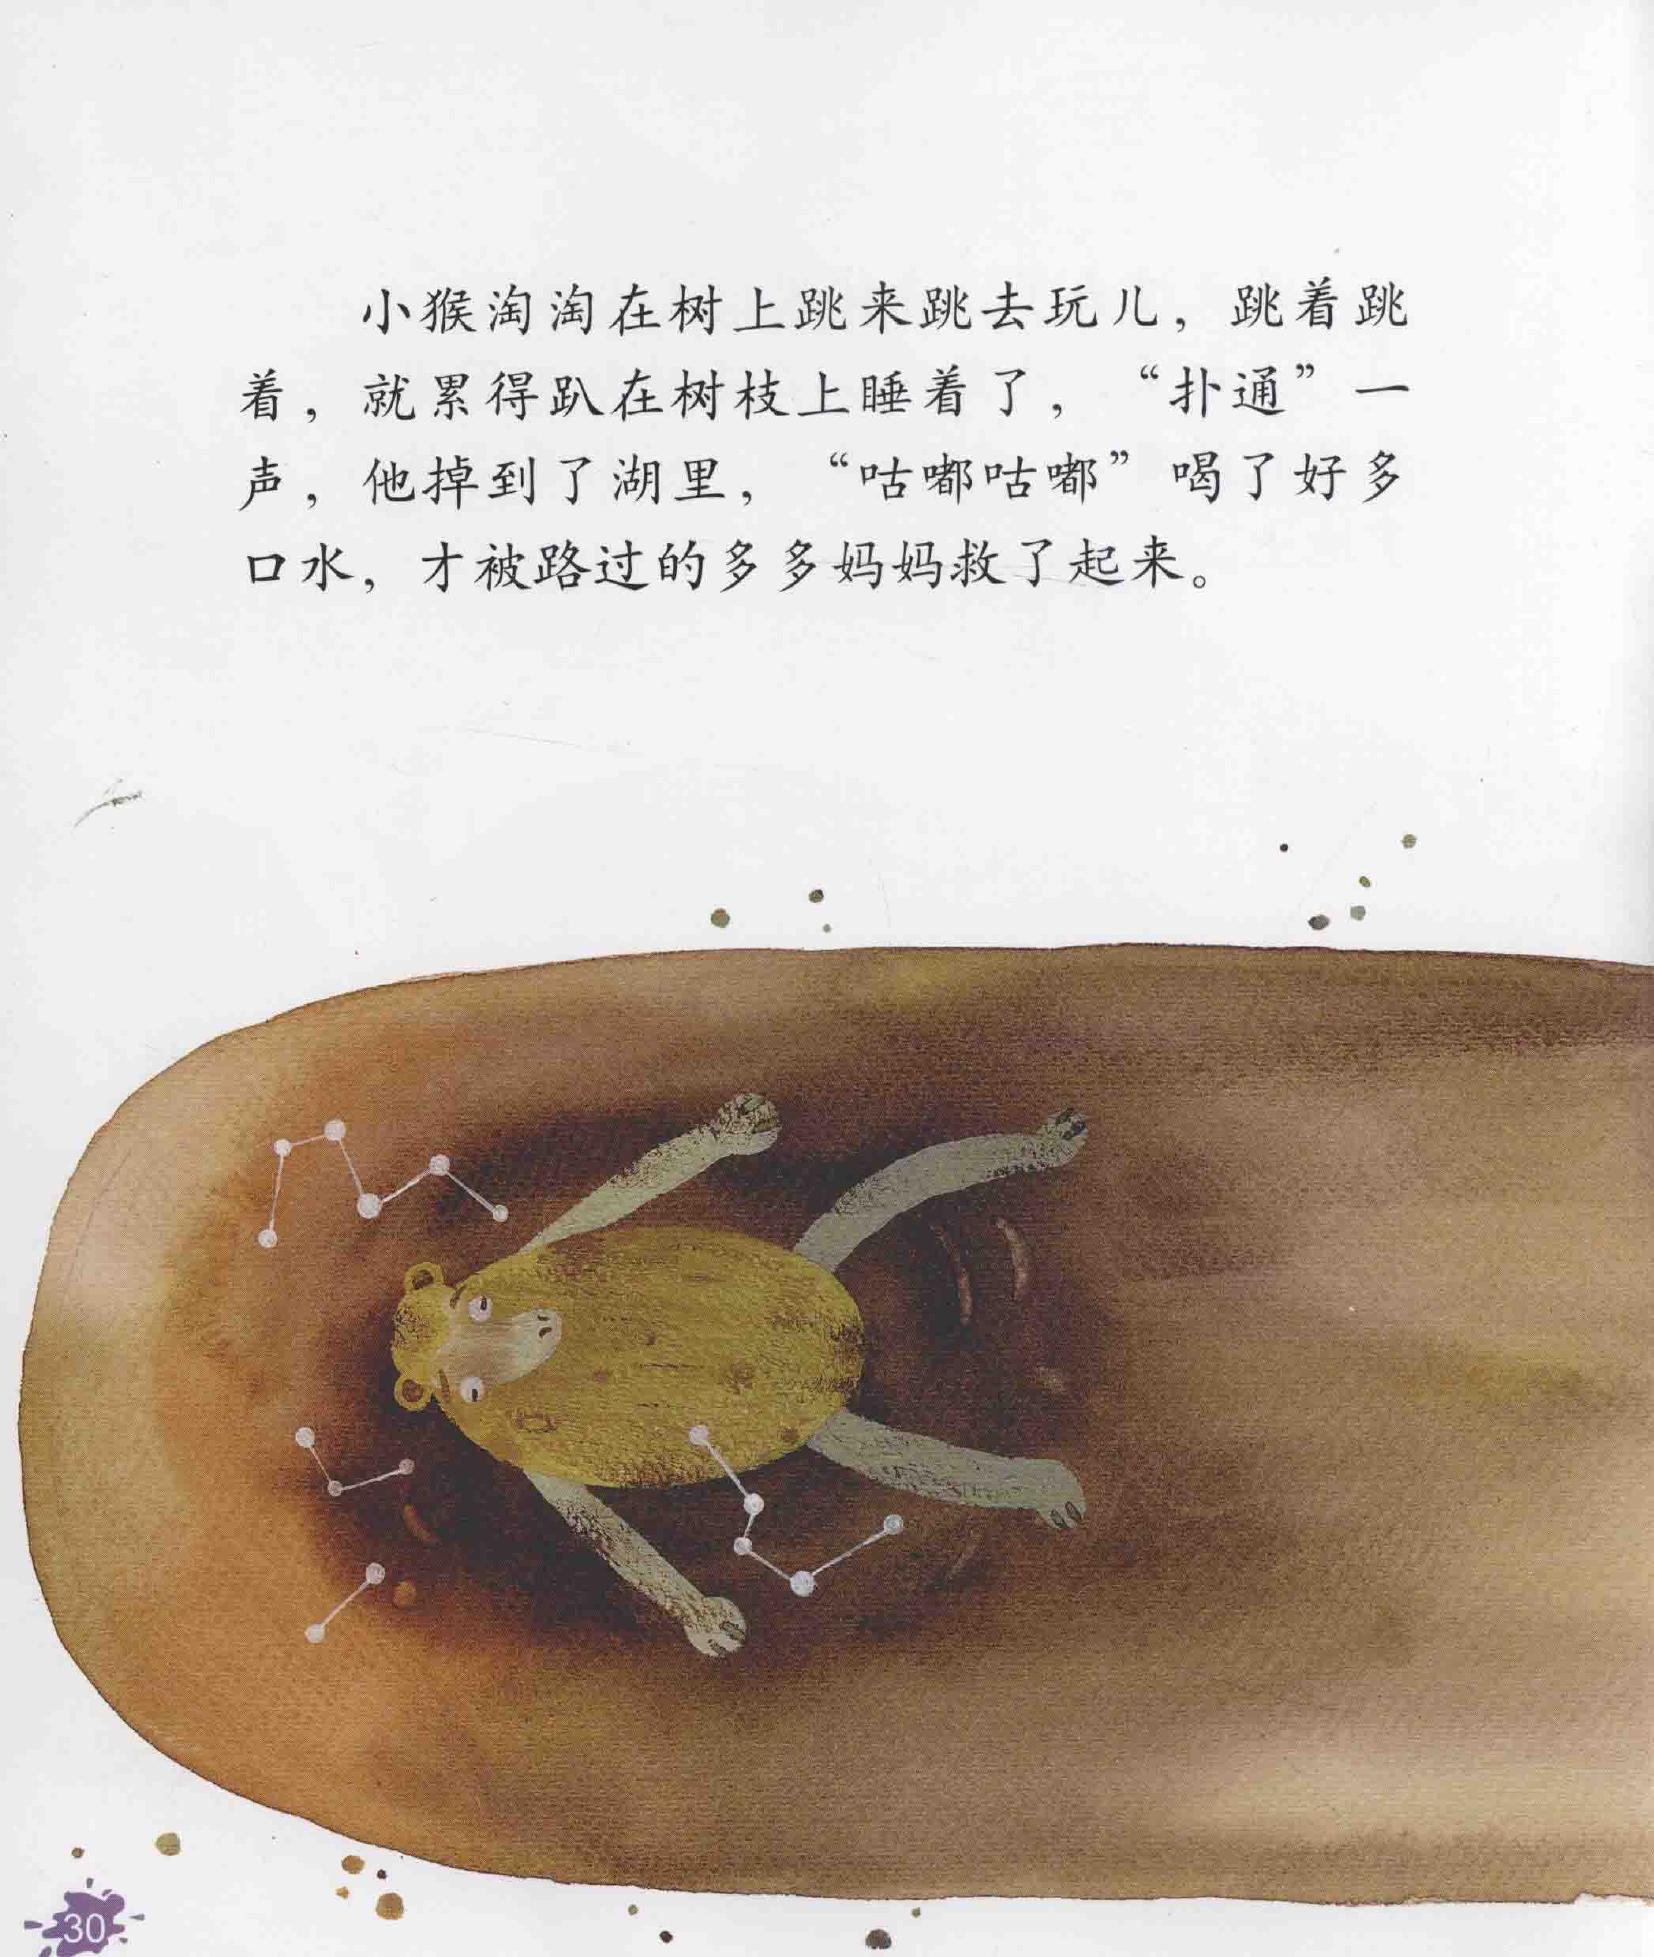 小猴淘淘在树上跳来跳去玩儿，跳着跳
着，就累得趴在树枝上睡着了，“扑通”一
声，他掉到了湖里，“咕嘟咕嘟”喝了好多
口水，才被路过的多多妈妈救了起来。
30